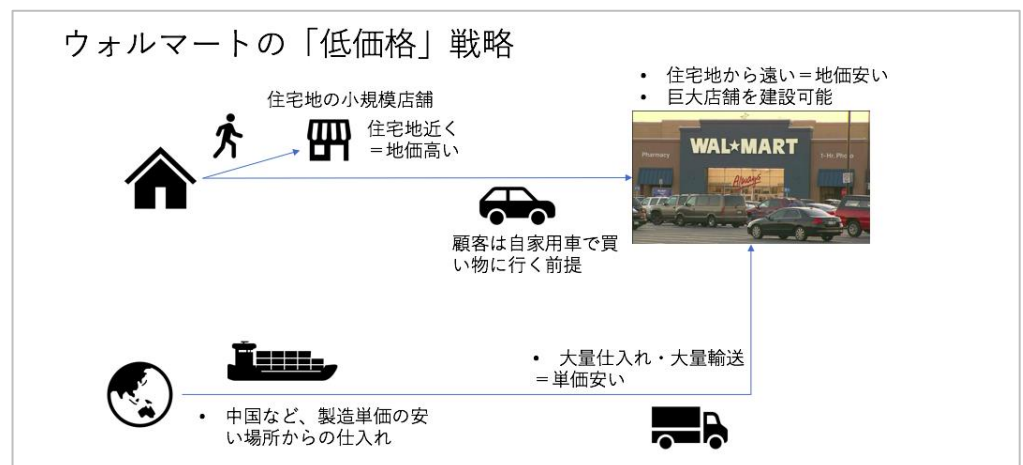 ウォルマートの「低価格」戦略
住宅地の小規模店舗
住宅地近く
＝地価高い
• 住宅地から遠い＝地価安い
• 巨大店舗を建設可能
WAL★MART
Pharmacy
Always
1-Hr. Photo
顧客は自家用車で買
い物に行く前提
• 大量仕入れ・大量輸送
＝単価安い
• 中国など、製造単価の安
い場所からの仕入れ